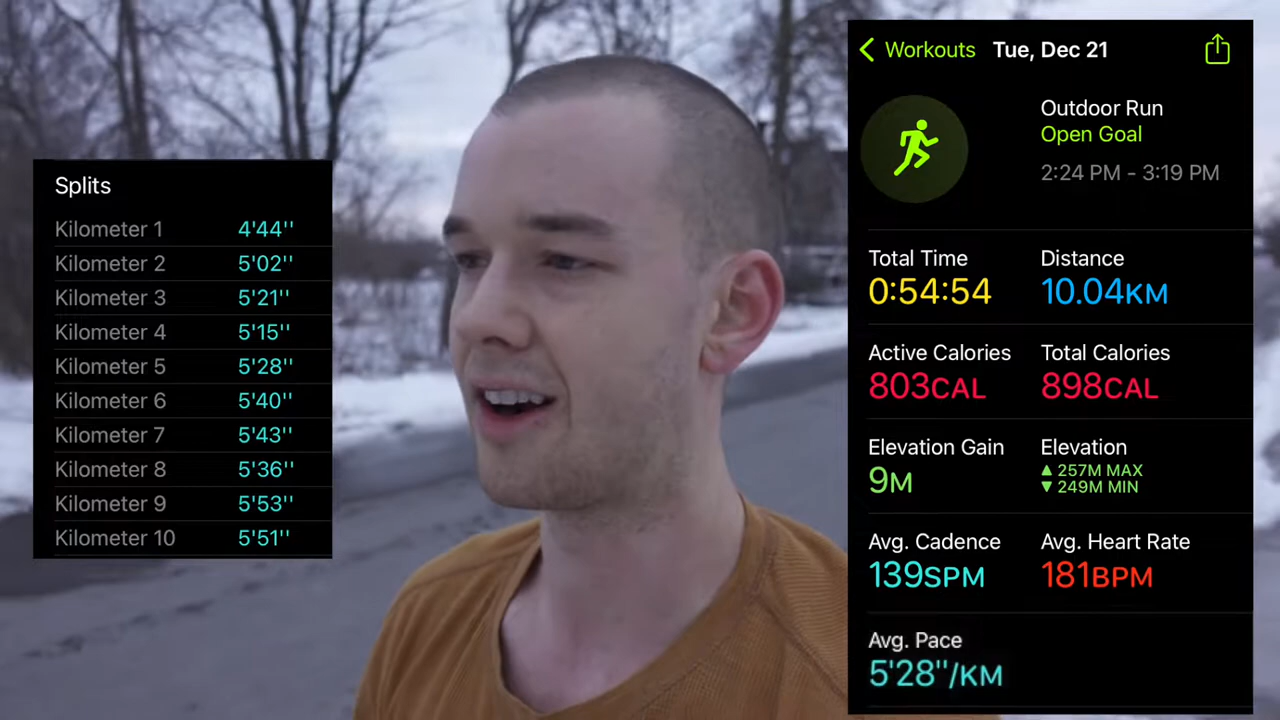 Splits
Kilometer 1 4'44''
Kilometer 2 5'02''
Kilometer 3 5'21''
Kilometer 4 5'15''
Kilometer 5 5'28''
Kilometer 6 5'40''
Kilometer 7 5'43''
Kilometer 8 5'36''
Kilometer 9 5'53''
Kilometer 10 5'51''
Workouts Tue, Dec 21
Outdoor Run
Open Goal
2:24 PM - 3:19 PM
Total Time Distance
0:54:54 10.04KM
Active Calories Total Calories
803CAL 898CAL
Elevation Gain Elevation
9M ▲ 257M MAX
▼ 249M MIN
Avg. Cadence Avg. Heart Rate
139SPM 181BPM
Avg. Pace
5'28''/KM